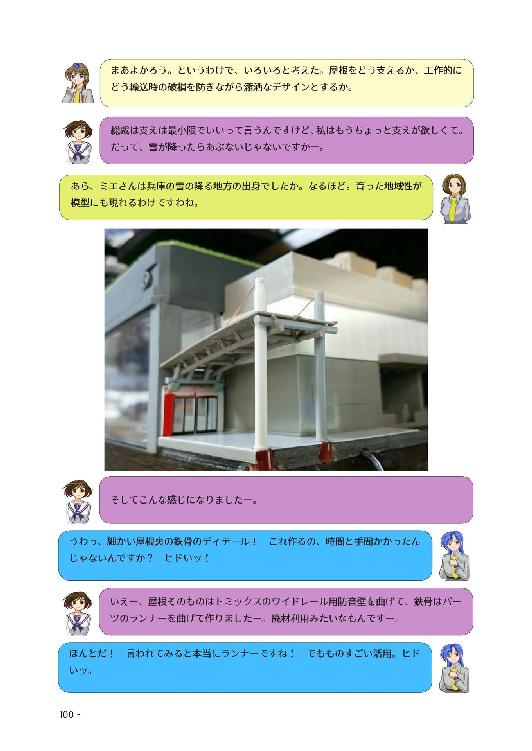 まあよかろう。というわけで、いろいろと考えた。屋根をどう支えるか、工作的に
どう輸送時の破損を防ぎながら瀟洒なデザインとするか。
総裁は支えは最小限でいいって言うんですけど、私はもうちょっと支えが欲しくて。
だって、雪が降ったらあぶないじゃないですかー。
あら、ミエさんは兵庫の雪の降る地方の出身でしたか。なるほど。育った地域性が
模型にも現れるわけですわね。
そしてこんな感じになりましたー。
うわっ、細かい屋根裏の鉄骨のディテール！　これ作るの、時間と手間かかったん
じゃないんですか？　ヒドいッ！
いえー、屋根そのものはトミックスのワイドレール用防音壁を曲げて、鉄骨はパー
ツのランナーを曲げて作りましたー。廃材利用みたいなもんですー。
ほんとだ！　言われてみると本当にランナーですね！　でもものすごい活用。ヒド
いッ。
100 -